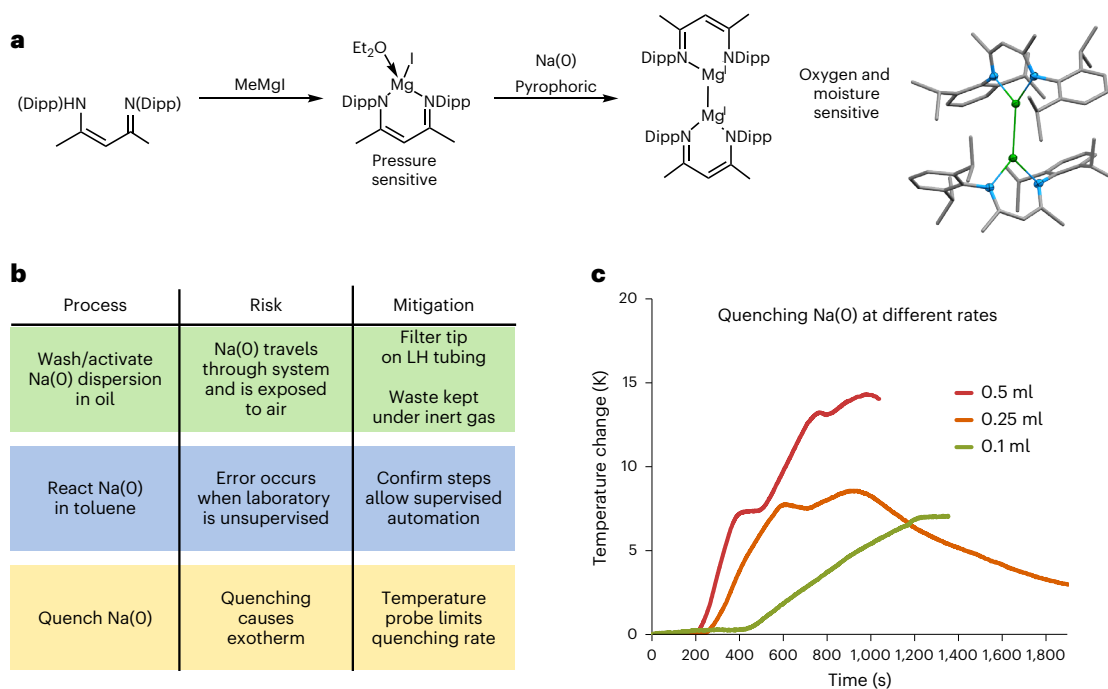 a
(Dipp)HN
N(Dipp)
MeMgI
Et2O
I
Mg
DippN
NDipp
Pressure
sensitive
Na(0)
Pyrophoric
DippN
NDipp
MgI
MgI
DippN
NDipp
Oxygen and
moisture
sensitive
b
Process
Risk
Mitigation
Wash/activate
Na(0) dispersion
in oil
Na(0) travels
through system
and is exposed
to air
Filter tip
on LH tubing
Waste kept
under inert gas
React Na(0)
in toluene
Error occurs
when laboratory
is unsupervised
Confirm steps
allow supervised
automation
Quench Na(0)
Quenching
causes
exotherm
Temperature
probe limits
quenching rate
c
Quenching Na(0) at different rates
0.5 ml
0.25 ml
0.1 ml
Temperature change (K)
20
15
10
5
0
0 200 400 600 800 1,000 1,200 1,400 1,600 1,800
Time (s)